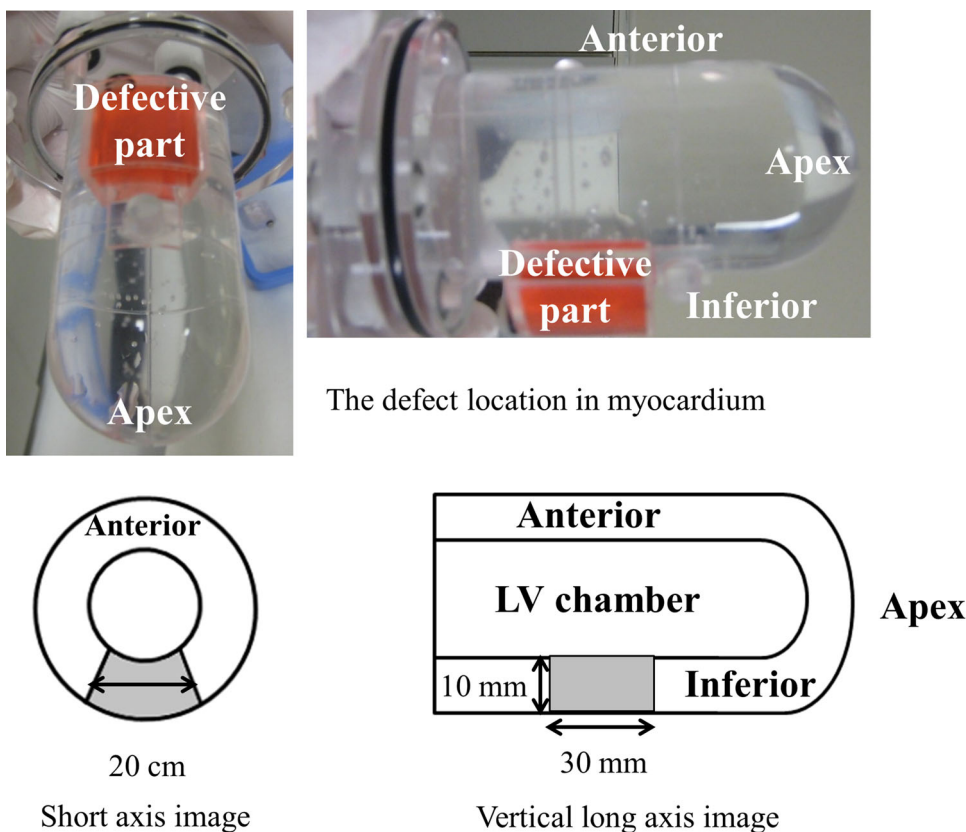 Defective
part
Apex
Anterior
Apex
Defective
part
Inferior
The defect location in myocardium
Anterior
20 cm
Short axis image
Anterior
LV chamber
Apex
10 mm
Inferior
30 mm
Vertical long axis image